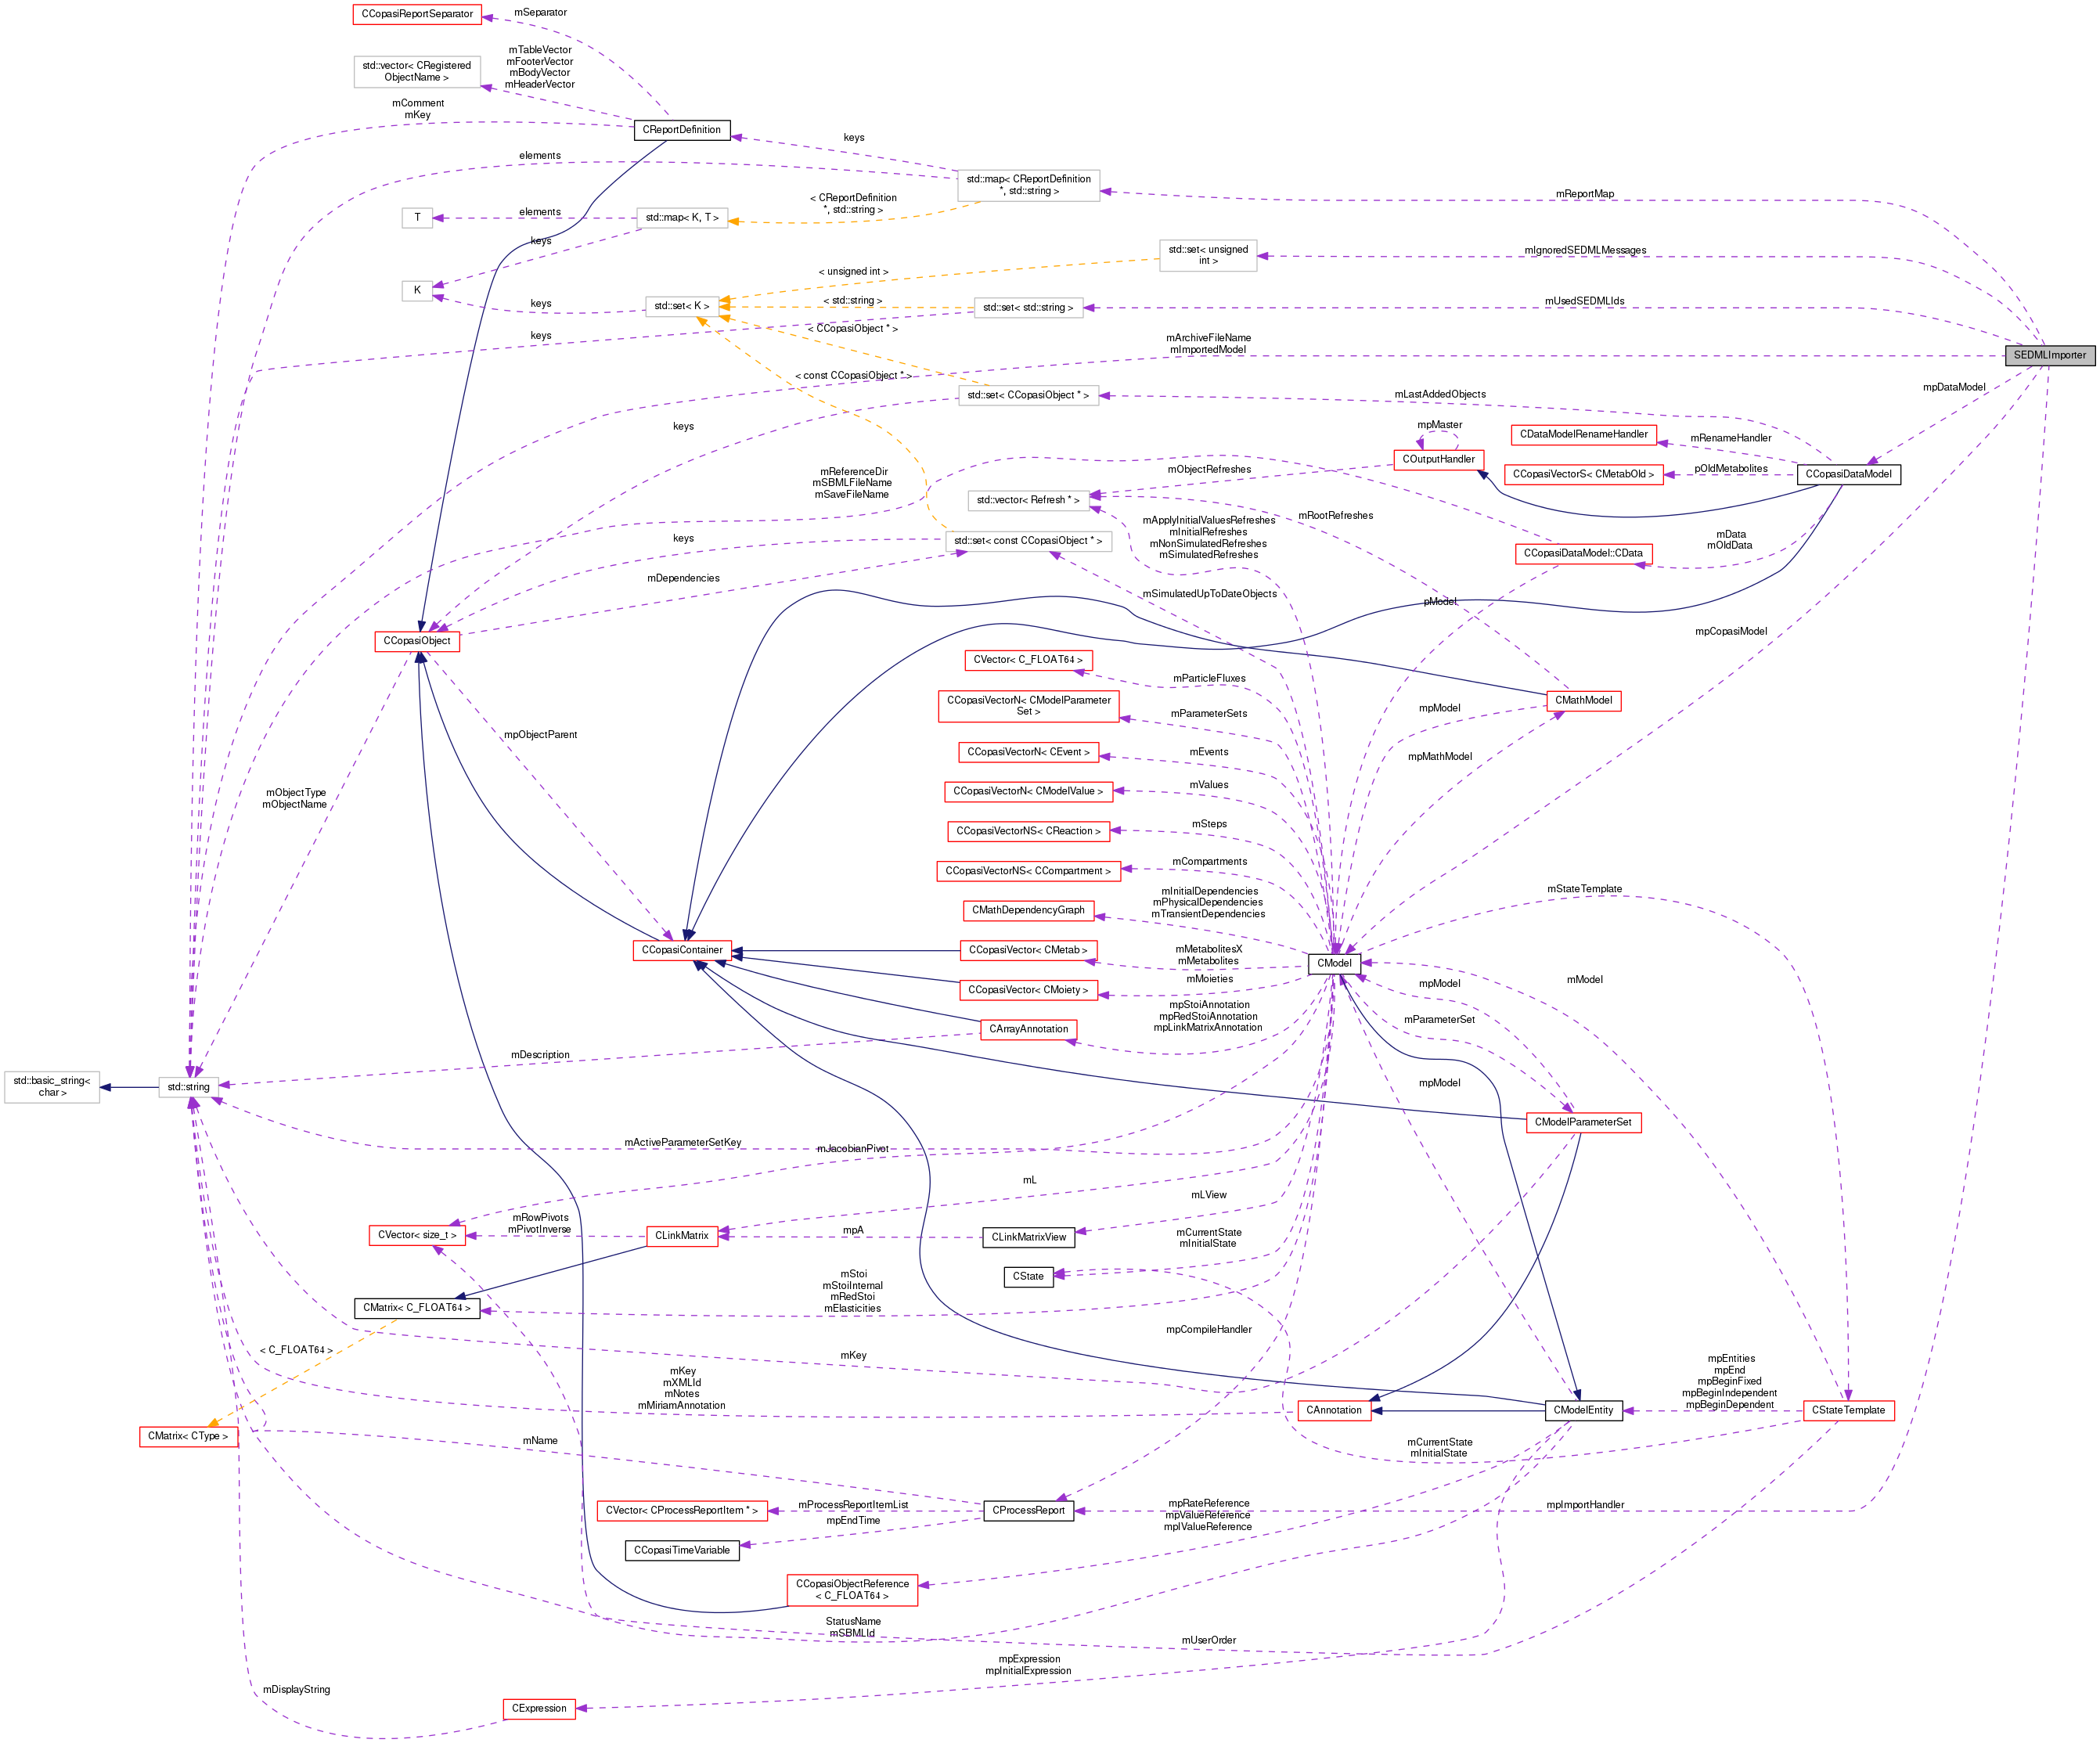 CCopasiReportSeparator
mSeparator
std::vector< CRegistered
ObjectName >
mTableVector
mFooterVector
mBodyVector
mHeaderVector
mComment
mKey
CReportDefinition
keys
elements
std::map< CReportDefinition
*, std::string >
mReportMap
< CReportDefinition
*, std::string >
T
elements
std::map< K, T >
keys
std::set< unsigned
int >
mIgnoredSEDMLMessages
< unsigned int >
K
keys
std::set< K >
< std::string >
std::set< std::string >
mUsedSEDMLIds
keys
< CCopasiObject * >
mArchiveFileName
mImportedModel
SEDMLImporter
< const CCopasiObject * >
std::set< CCopasiObject * >
mLastAddedObjects
mpDataModel
keys
mpMaster
CDataModelRenameHandler
mRenameHandler
COutputHandler
mObjectRefreshes
CCopasiVectorS< CMetabOld >
pOldMetabolites
CCopasiDataModel
mReferenceDir
mSBMLFileName
mSaveFileName
std::vector< Refresh * >
mApplyInitialValuesRefreshes
mInitialRefreshes
mNonSimulatedRefreshes
mSimulatedRefreshes
mRootRefreshes
mData
mOldData
keys
std::set< const CCopasiObject * >
CCopasiDataModel::CData
mDependencies
mSimulatedUpToDateObjects
pModel
CCopasiObject
mpCopasiModel
CVector< C_FLOAT64 >
mParticleFluxes
CCopasiVectorN< CModelParameter
Set >
mParameterSets
mpModel
CMathModel
mpObjectParent
CCopasiVectorN< CEvent >
mEvents
mpMathModel
mObjectType
mObjectName
CCopasiVectorN< CModelValue >
mValues
CCopasiVectorNS< CReaction >
mSteps
CCopasiVectorNS< CCompartment >
mCompartments
mStateTemplate
CMathDependencyGraph
mInitialDependencies
mPhysicalDependencies
mTransientDependencies
CCopasiContainer
CCopasiVector< CMetab >
mMetabolitesX
mMetabolites
CModel
mpModel
mModel
CCopasiVector< CMoiety >
mMoieties
CArrayAnnotation
mpStoiAnnotation
mpRedStoiAnnotation
mpLinkMatrixAnnotation
mParameterSet
mDescription
std::basic_string<
char >
std::string
mpModel
CModelParameterSet
mActiveParameterSetKey
mJacobianPivot
mL
mLView
CVector< size_t >
mRowPivots
mPivotInverse
CLinkMatrix
mpA
CLinkMatrixView
mCurrentState
mInitialState
CState
CMatrix< C_FLOAT64 >
mStoi
mStoiInternal
mRedStoi
mElasticities
mpCompileHandler
< C_FLOAT64 >
mKey
mKey
mXMLId
mNotes
mMiriamAnnotation
mpEntities
mpEnd
mpBeginFixed
mpBeginIndependent
mpBeginDependent
CAnnotation
CModelEntity
CStateTemplate
CMatrix< CType >
mName
mCurrentState
mInitialState
CVector< CProcessReportItem * >
mProcessReportItemList
CProcessReport
mpRateReference
mpValueReference
mpIValueReference
mpImportHandler
CCopasiTimeVariable
mpEndTime
CCopasiObjectReference
< C_FLOAT64 >
StatusName
mSBMLId
mUserOrder
mpExpression
mpInitialExpression
mDisplayString
CExpression